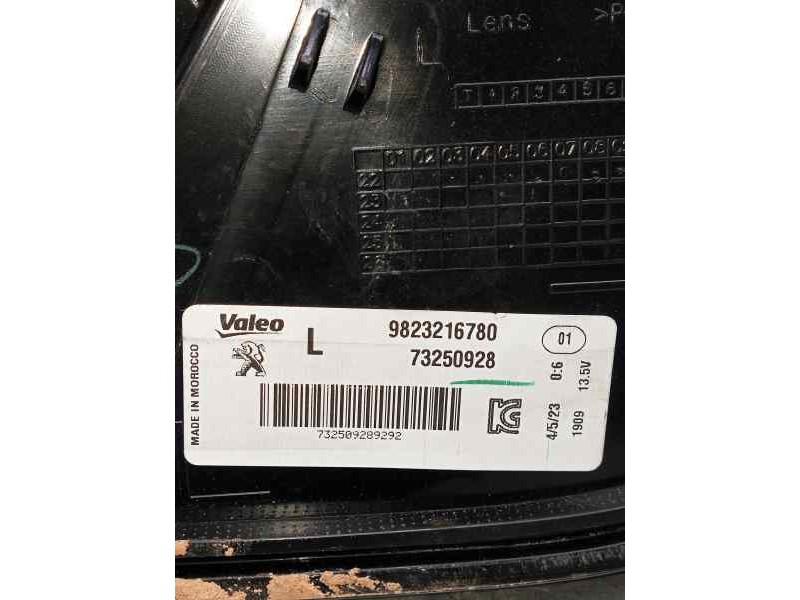 Lens >P
L
T 1 2 3 4 5 6
01 02 03 04 05 06 07 08 09
22
23
24
25
26
Valeo L 9823216780 01
73250928
MADE IN MOROCCO
732509289292
4/5/23 0:6
1909 13.5V